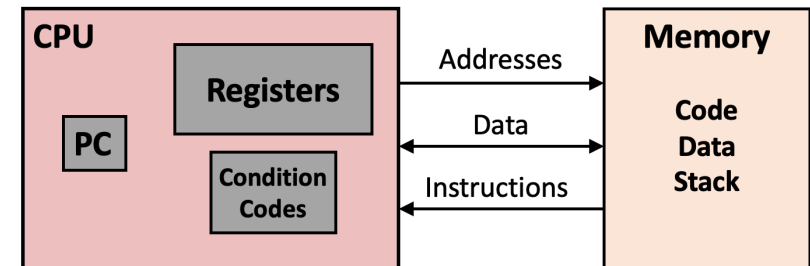 CPU
Registers
PC
Condition
Codes
Addresses
Data
Instructions
Memory
Code
Data
Stack